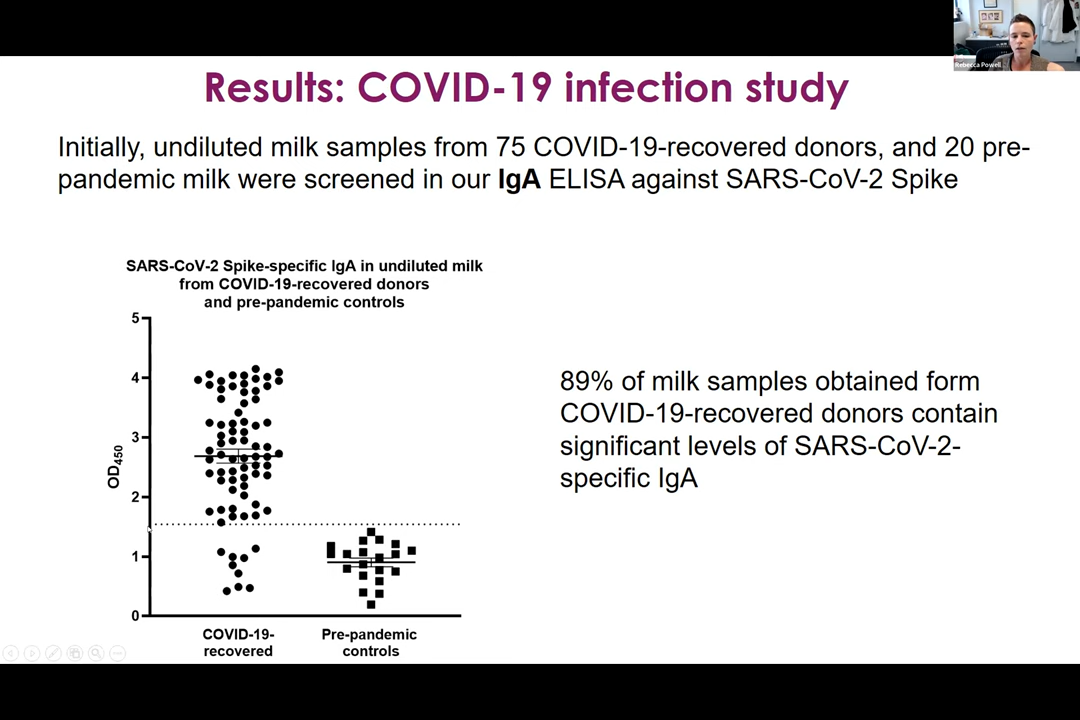 Rebecca Powell
Results: COVID-19 infection study
Initially, undiluted milk samples from 75 COVID-19-recovered donors, and 20 pre-
pandemic milk were screened in our IgA ELISA against SARS-CoV-2 Spike
SARS-CoV-2 Spike-specific IgA in undiluted milk
from COVID-19-recovered donors
and pre-pandemic controls
5
4
3
2
1
0
OD450
COVID-19-
recovered
Pre-pandemic
controls
89% of milk samples obtained form
COVID-19-recovered donors contain
significant levels of SARS-CoV-2-
specific IgA